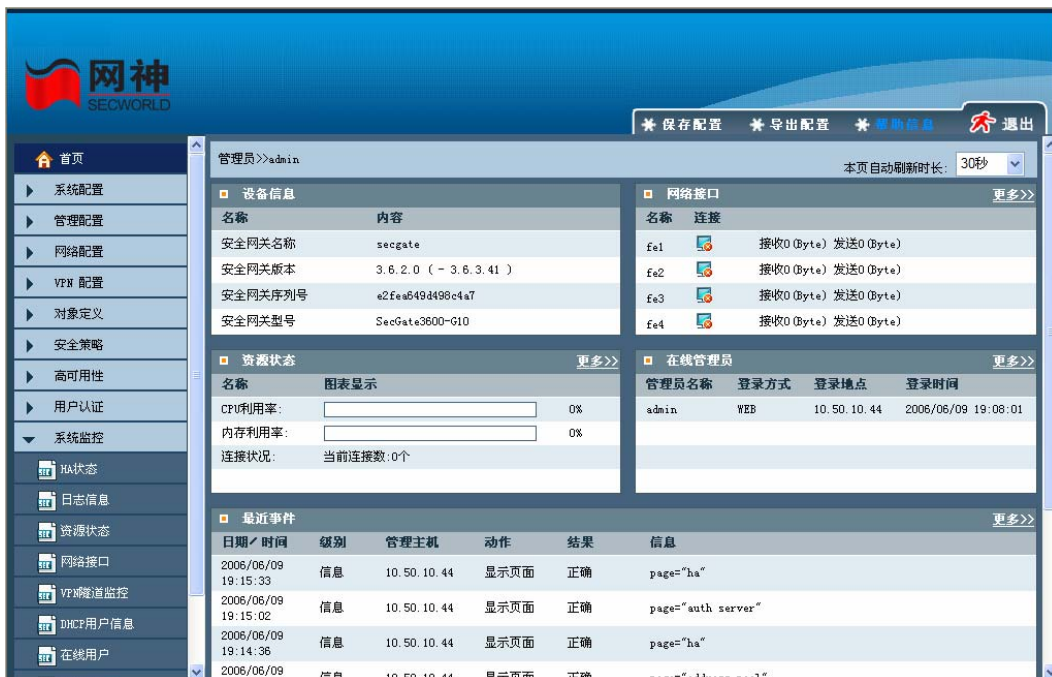 网神
SECWORLD
保存配置 导出配置 帮助信息 退出
首页
系统配置
管理配置
网络配置
VPN 配置
对象定义
安全策略
高可用性
用户认证
系统监控
HA状态
日志信息
资源状态
网络接口
VPN隧道监控
DHCP用户信息
在线用户
管理员>>admin
本页自动刷新时长: 30秒
设备信息
名称 内容
安全网关名称 secgate
安全网关版本 3.6.2.0 ( - 3.6.3.41 )
安全网关序列号 e2fea649d498c4a7
安全网关型号 SecGate3600-G10
网络接口 更多>>
名称 连接
fe1 接收0(Byte) 发送0(Byte)
fe2 接收0(Byte) 发送0(Byte)
fe3 接收0(Byte) 发送0(Byte)
fe4 接收0(Byte) 发送0(Byte)
资源状态 更多>>
名称 图表显示
CPU利用率: 0%
内存利用率: 0%
连接状况: 当前连接数:0个
在线管理员 更多>>
管理员名称 登录方式 登录地点 登录时间
admin WEB 10.50.10.44 2006/06/09 19:08:01
最近事件 更多>>
日期/时间 级别 管理主机 动作 结果 信息
2006/06/09 19:15:33 信息 10.50.10.44 显示页面 正确 page="ha"
2006/06/09 19:15:02 信息 10.50.10.44 显示页面 正确 page="auth server"
2006/06/09 19:14:36 信息 10.50.10.44 显示页面 正确 page="ha"
2006/06/09 信息 10.50.10.44 显示页面 正确